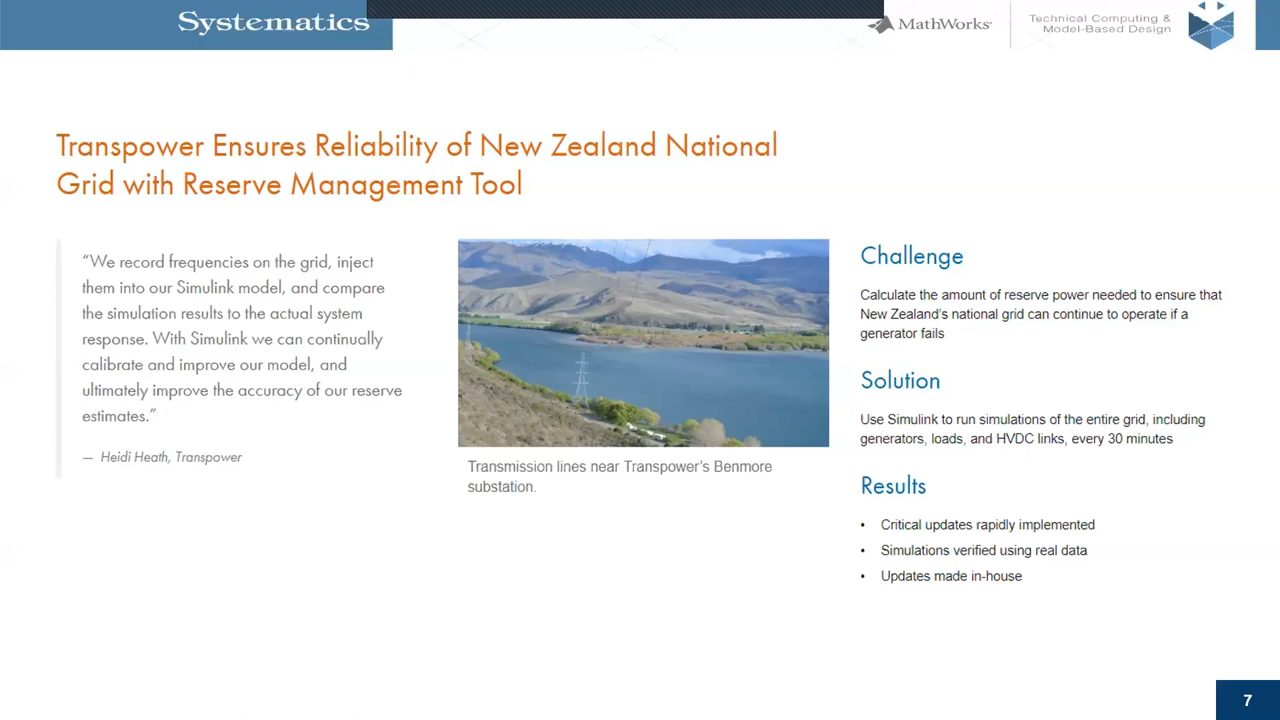 Systematics
MathWorks
Technical Computing &
Model-Based Design
Transpower Ensures Reliability of New Zealand National
Grid with Reserve Management Tool
“We record frequencies on the grid, inject
them into our Simulink model, and compare
the simulation results to the actual system
response. With Simulink we can continually
calibrate and improve our model, and
ultimately improve the accuracy of our reserve
estimates.”
— Heidi Heath, Transpower
Transmission lines near Transpower’s Benmore
substation.
Challenge
Calculate the amount of reserve power needed to ensure that
New Zealand’s national grid can continue to operate if a
generator fails
Solution
Use Simulink to run simulations of the entire grid, including
generators, loads, and HVDC links, every 30 minutes
Results
• Critical updates rapidly implemented
• Simulations verified using real data
• Updates made in-house
7